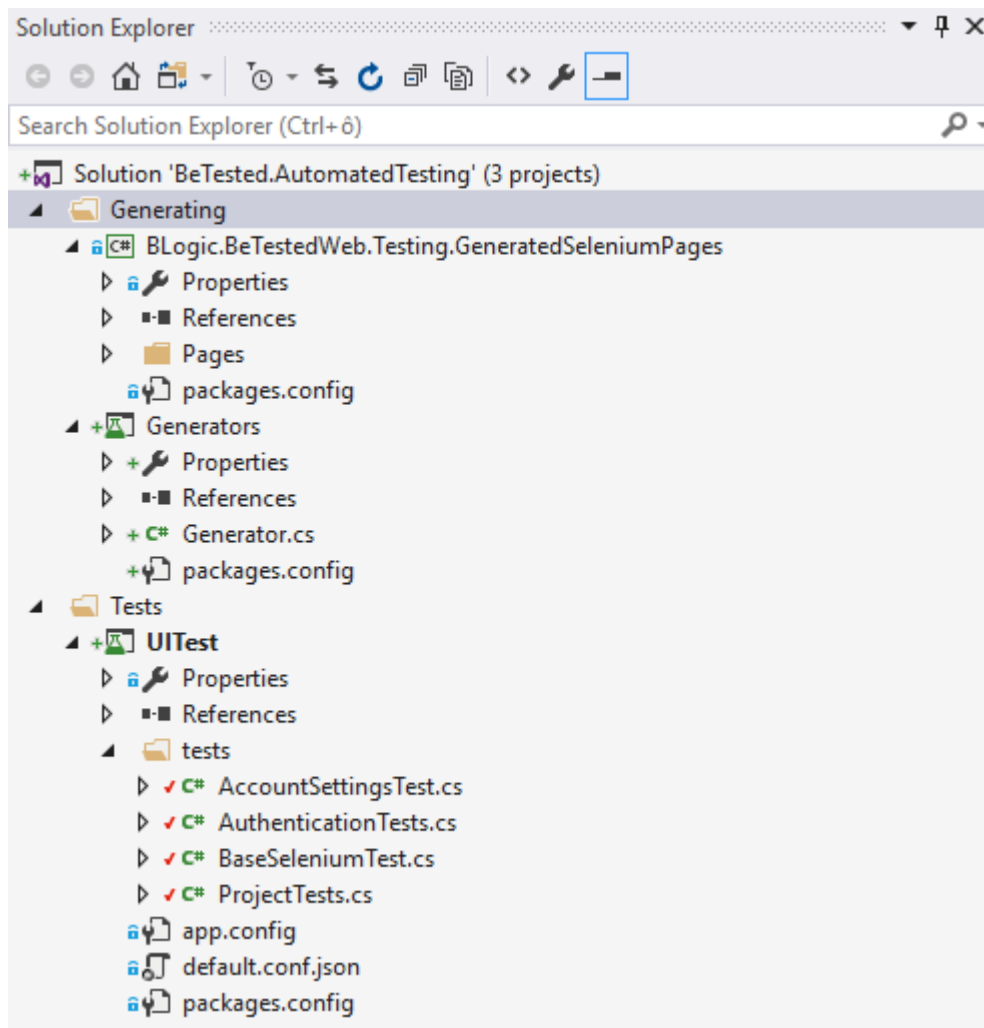 Solution Explorer
Search Solution Explorer (Ctrl+ô)
Solution 'BeTested.AutomatedTesting' (3 projects)
Generating
C# BLogic.BeTestedWeb.Testing.GeneratedSeleniumPages
Properties
References
Pages
packages.config
Generators
Properties
References
C# Generator.cs
packages.config
Tests
UITest
Properties
References
tests
C# AccountSettingsTest.cs
C# AuthenticationTests.cs
C# BaseSeleniumTest.cs
C# ProjectTests.cs
app.config
default.conf.json
packages.config